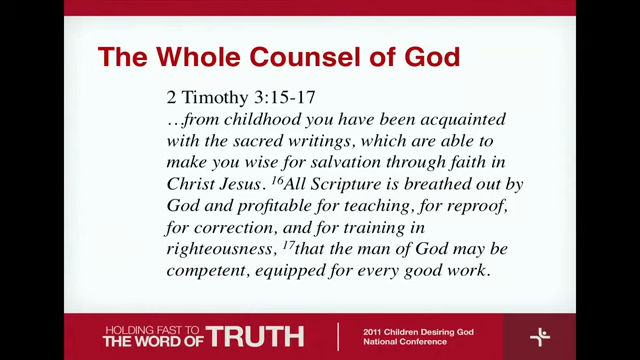 The Whole Counsel of God
2 Timothy 3:15-17
…from childhood you have been acquainted
with the sacred writings, which are able to
make you wise for salvation through faith in
Christ Jesus. 16All Scripture is breathed out by
God and profitable for teaching, for reproof,
for correction, and for training in
righteousness, 17that the man of God may be
competent, equipped for every good work.
HOLDING FAST TO
THE WORD OF TRUTH
2011 Children Desiring God
National Conference